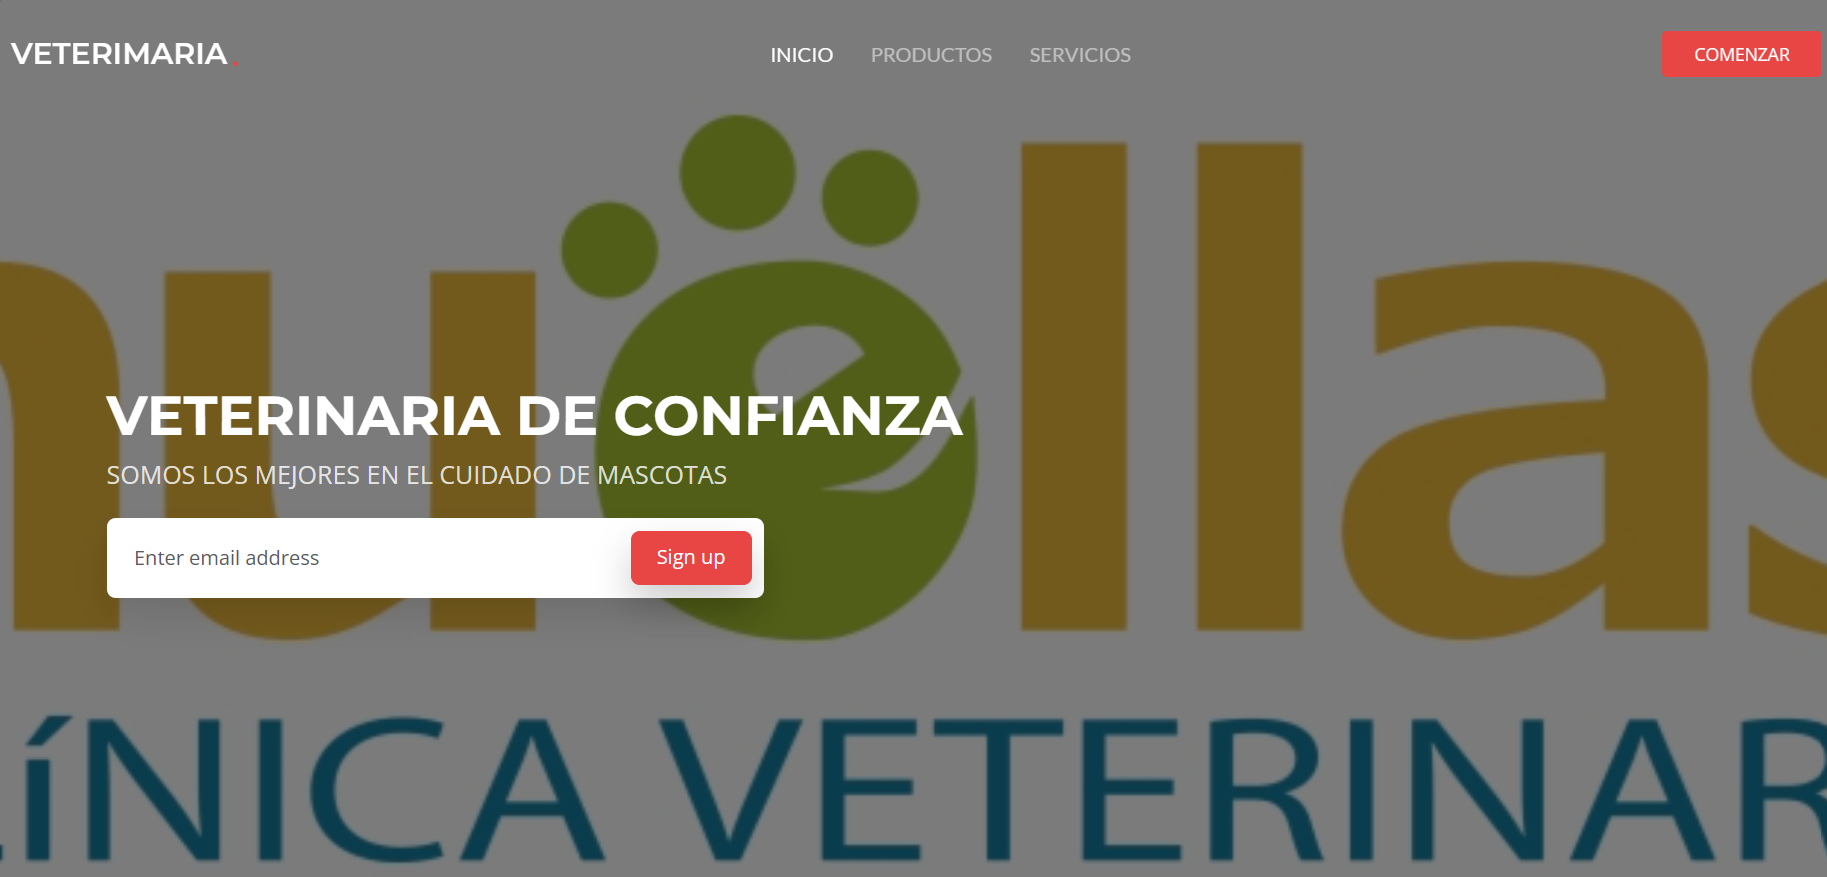 VETERIMARIA.
INICIO PRODUCTOS SERVICIOS
COMENZAR
uellas
VETERINARIA DE CONFIANZA
SOMOS LOS MEJORES EN EL CUIDADO DE MASCOTAS
Enter email address
Sign up
íNICA VETERINAR